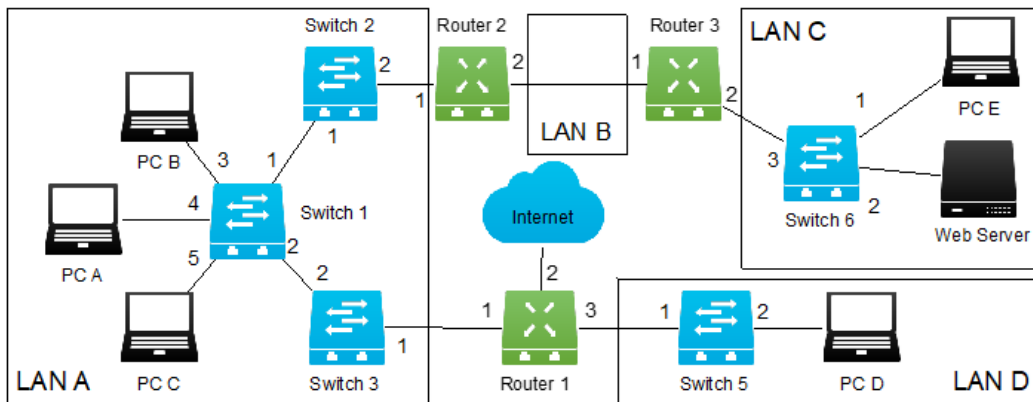 Switch 2
Router 2
Router 3
LAN C
2
1
2
1
2
1
PC E
PC B
LAN B
3
1
1
3
2
Switch 6
Web Server
4
Switch 1
Internet
PC A
5
2
2
2
1
3
1
2
PC C
1
LAN A
Switch 3
Router 1
Switch 5
PC D
LAN D